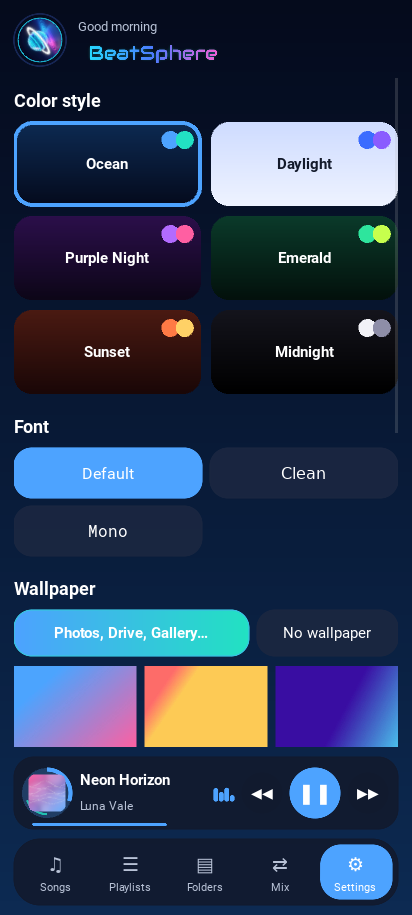 Good morning
BeatSphere
Color style
Ocean
Daylight
Purple Night
Emerald
Sunset
Midnight
Font
Default
Clean
Mono
Wallpaper
Photos, Drive, Gallery...
No wallpaper
Neon Horizon
Luna Vale
Songs
Playlists
Folders
Mix
Settings